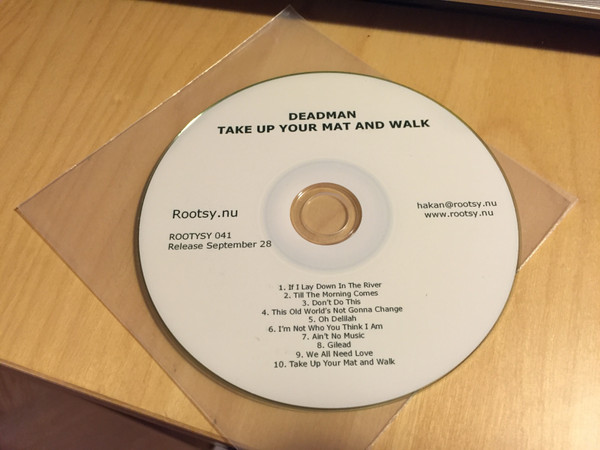 DEADMAN
TAKE UP YOUR MAT AND WALK
Rootsy.nu
hakan@rootsy.nu
www.rootsy.nu
ROOTYSY 041
Release September 28
1. If I Lay Down In The River
2. Till The Morning Comes
3. Don't Do This
4. This Old World's Not Gonna Change
5. Oh Delilah
6. I'm Not Who You Think I Am
7. Ain't No Music
8. Gilead
9. We All Need Love
10. Take Up Your Mat and Walk